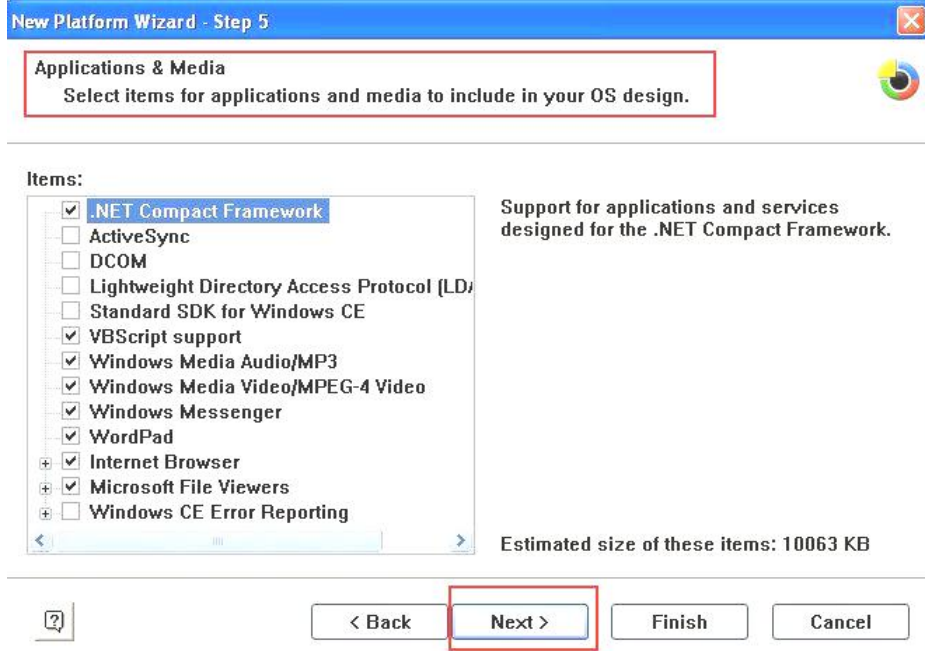 New Platform Wizard - Step 5
Applications & Media
Select items for applications and media to include in your OS design.
Items:
.NET Compact Framework
ActiveSync
DCOM
Lightweight Directory Access Protocol (LDA
Standard SDK for Windows CE
VBScript support
Windows Media Audio/MP3
Windows Media Video/MPEG-4 Video
Windows Messenger
WordPad
Internet Browser
Microsoft File Viewers
Windows CE Error Reporting
Support for applications and services
designed for the .NET Compact Framework.
Estimated size of these items: 10063 KB
< Back
Next >
Finish
Cancel